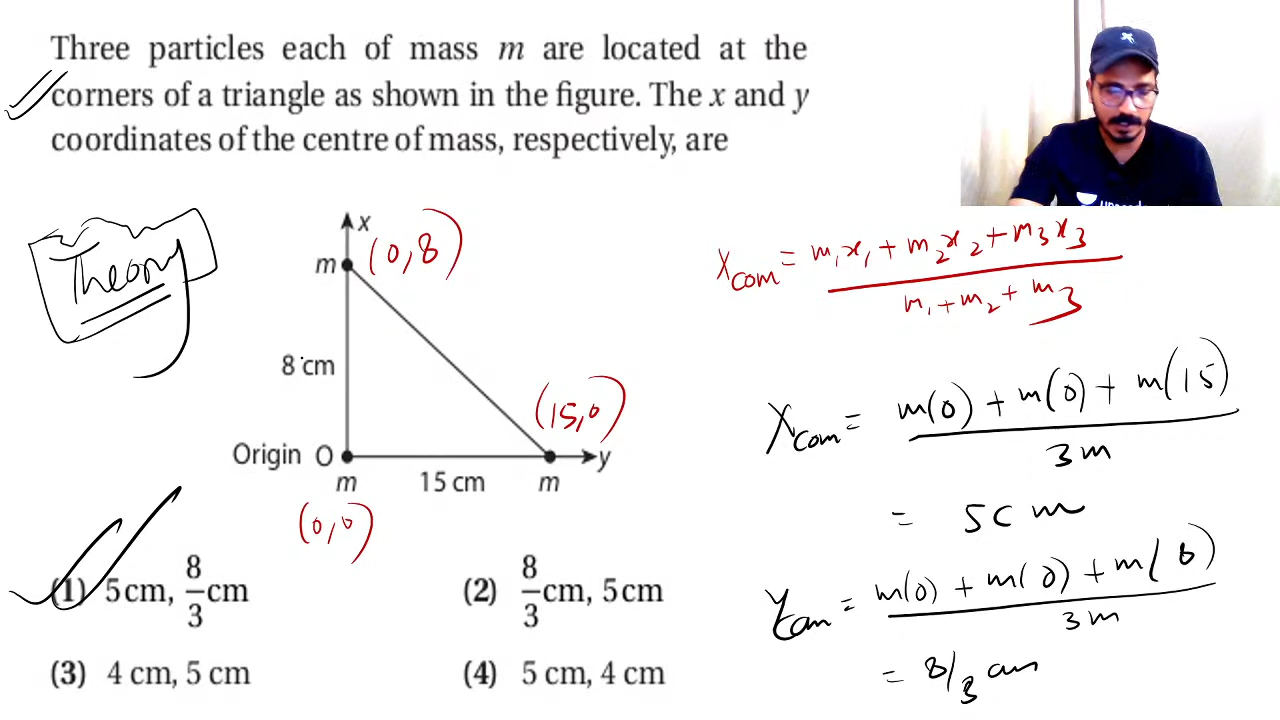 Three particles each of mass m are located at the
corners of a triangle as shown in the figure. The x and y
coordinates of the centre of mass, respectively, are
Theory
x
m
(0,8)
8 cm
(15,0)
Origin O
y
m
15 cm
m
(0,0)
(1) 5 cm, 8/3 cm
(2) 8/3 cm, 5 cm
(3) 4 cm, 5 cm
(4) 5 cm, 4 cm
Xcom = m₁x₁ + m₂x₂ + m₃x₃
m₁ + m₂ + m₃
Xcom = m(0) + m(0) + m(15)
3m
= 5cm
Ycom = m(0) + m(0) + m(8)
3m
= 8/3 cm